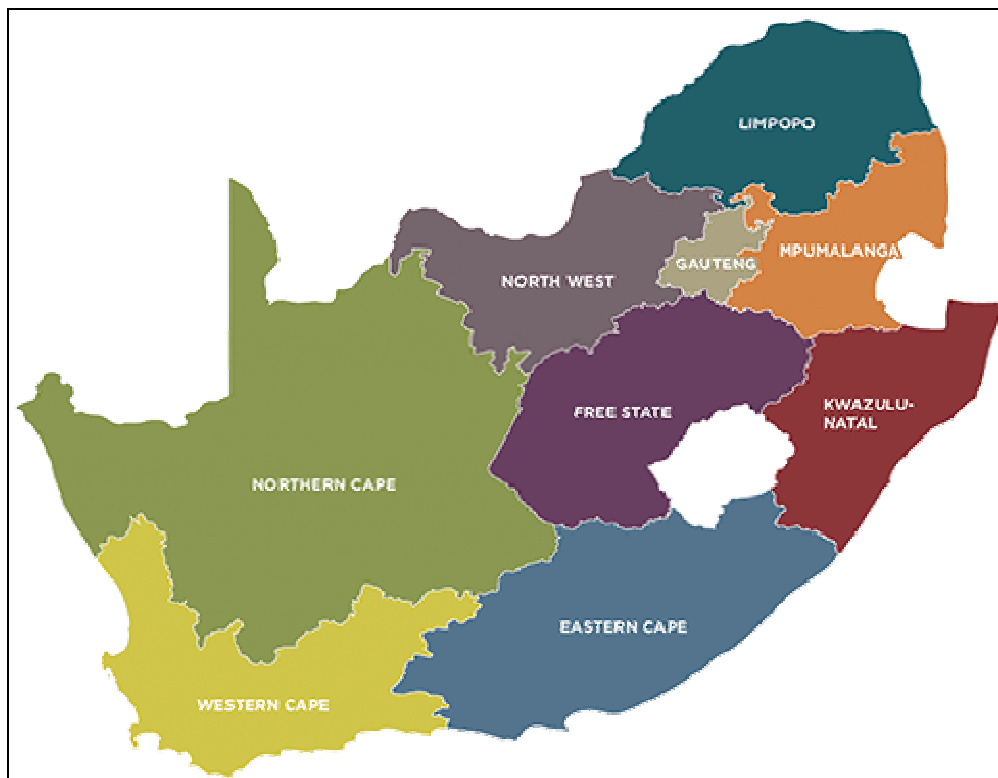 LIMPOPO
MPUMALANGA
GAUTENG
NORTH WEST
FREE STATE
KWAZULU-
NATAL
NORTHERN CAPE
EASTERN CAPE
WESTERN CAPE